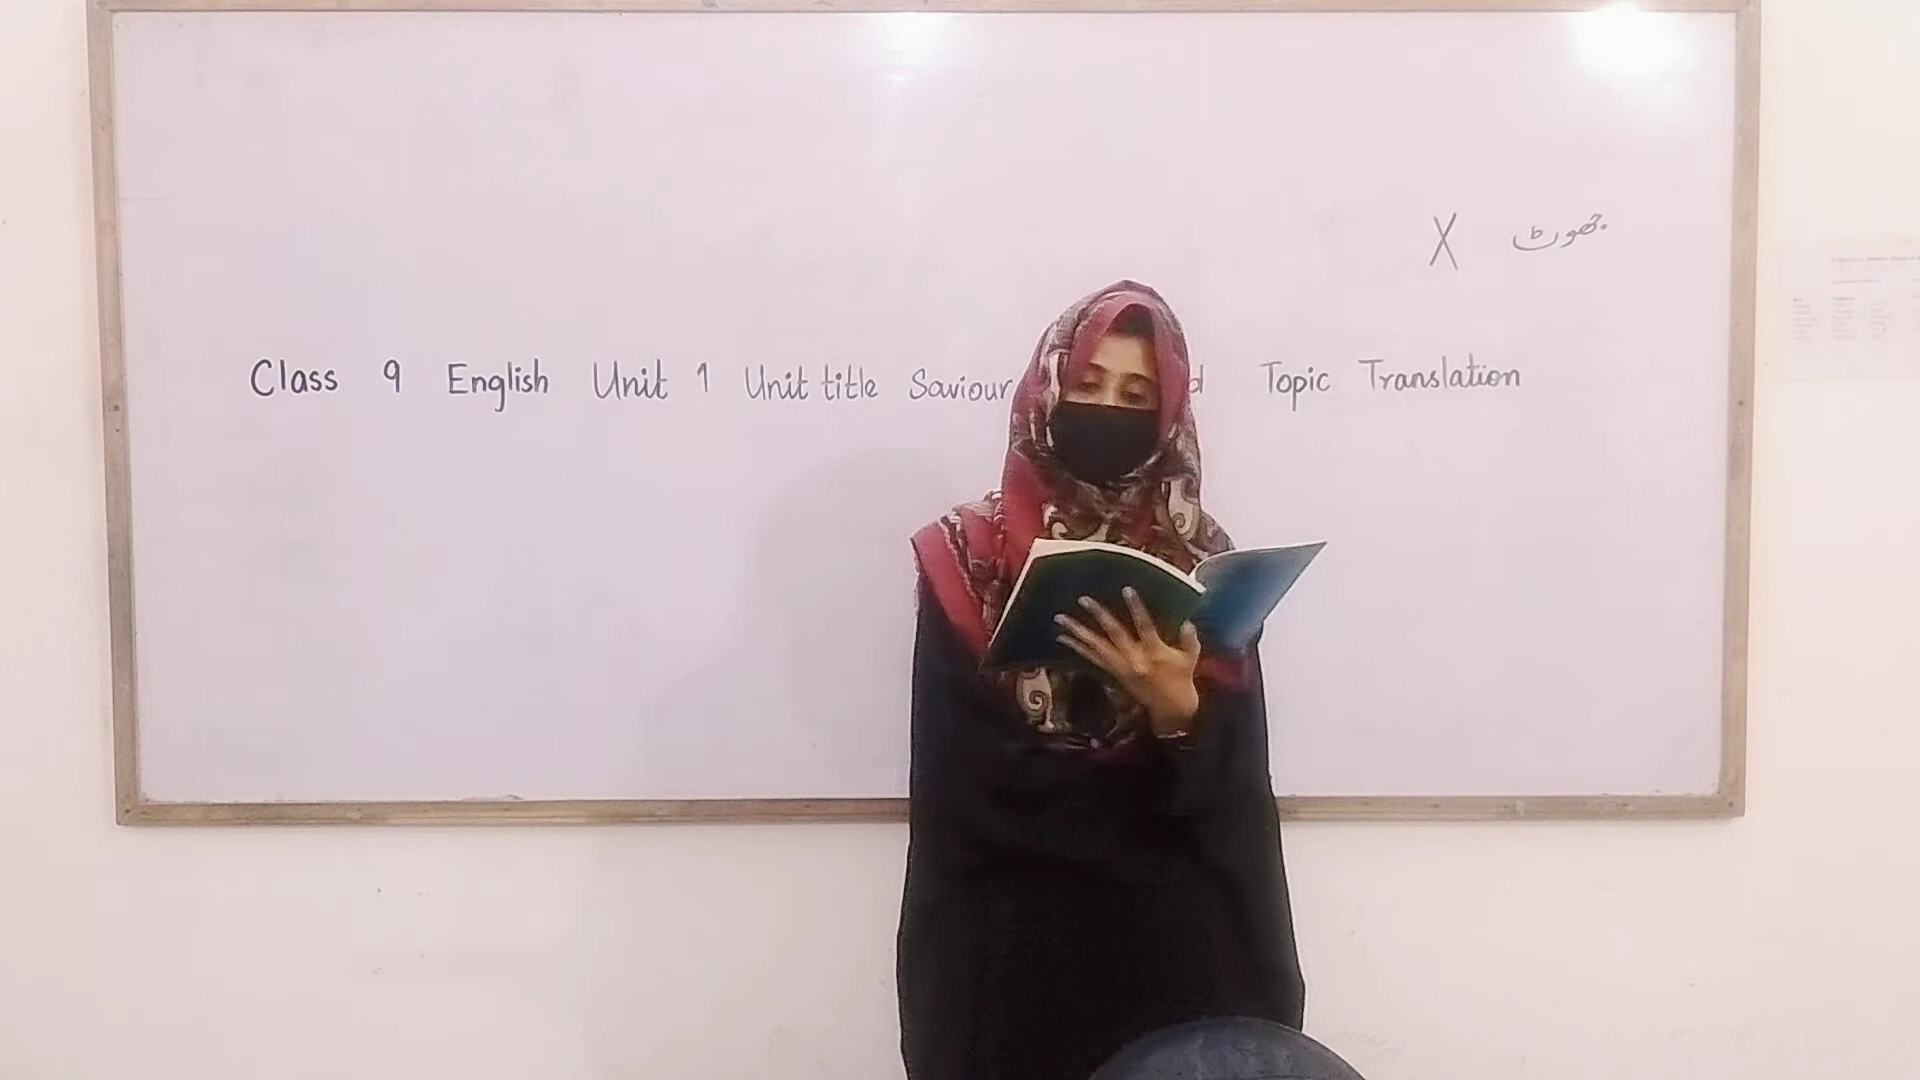 X جھوٹ
Class 9 English Unit 1 Unit title Saviour Topic Translation